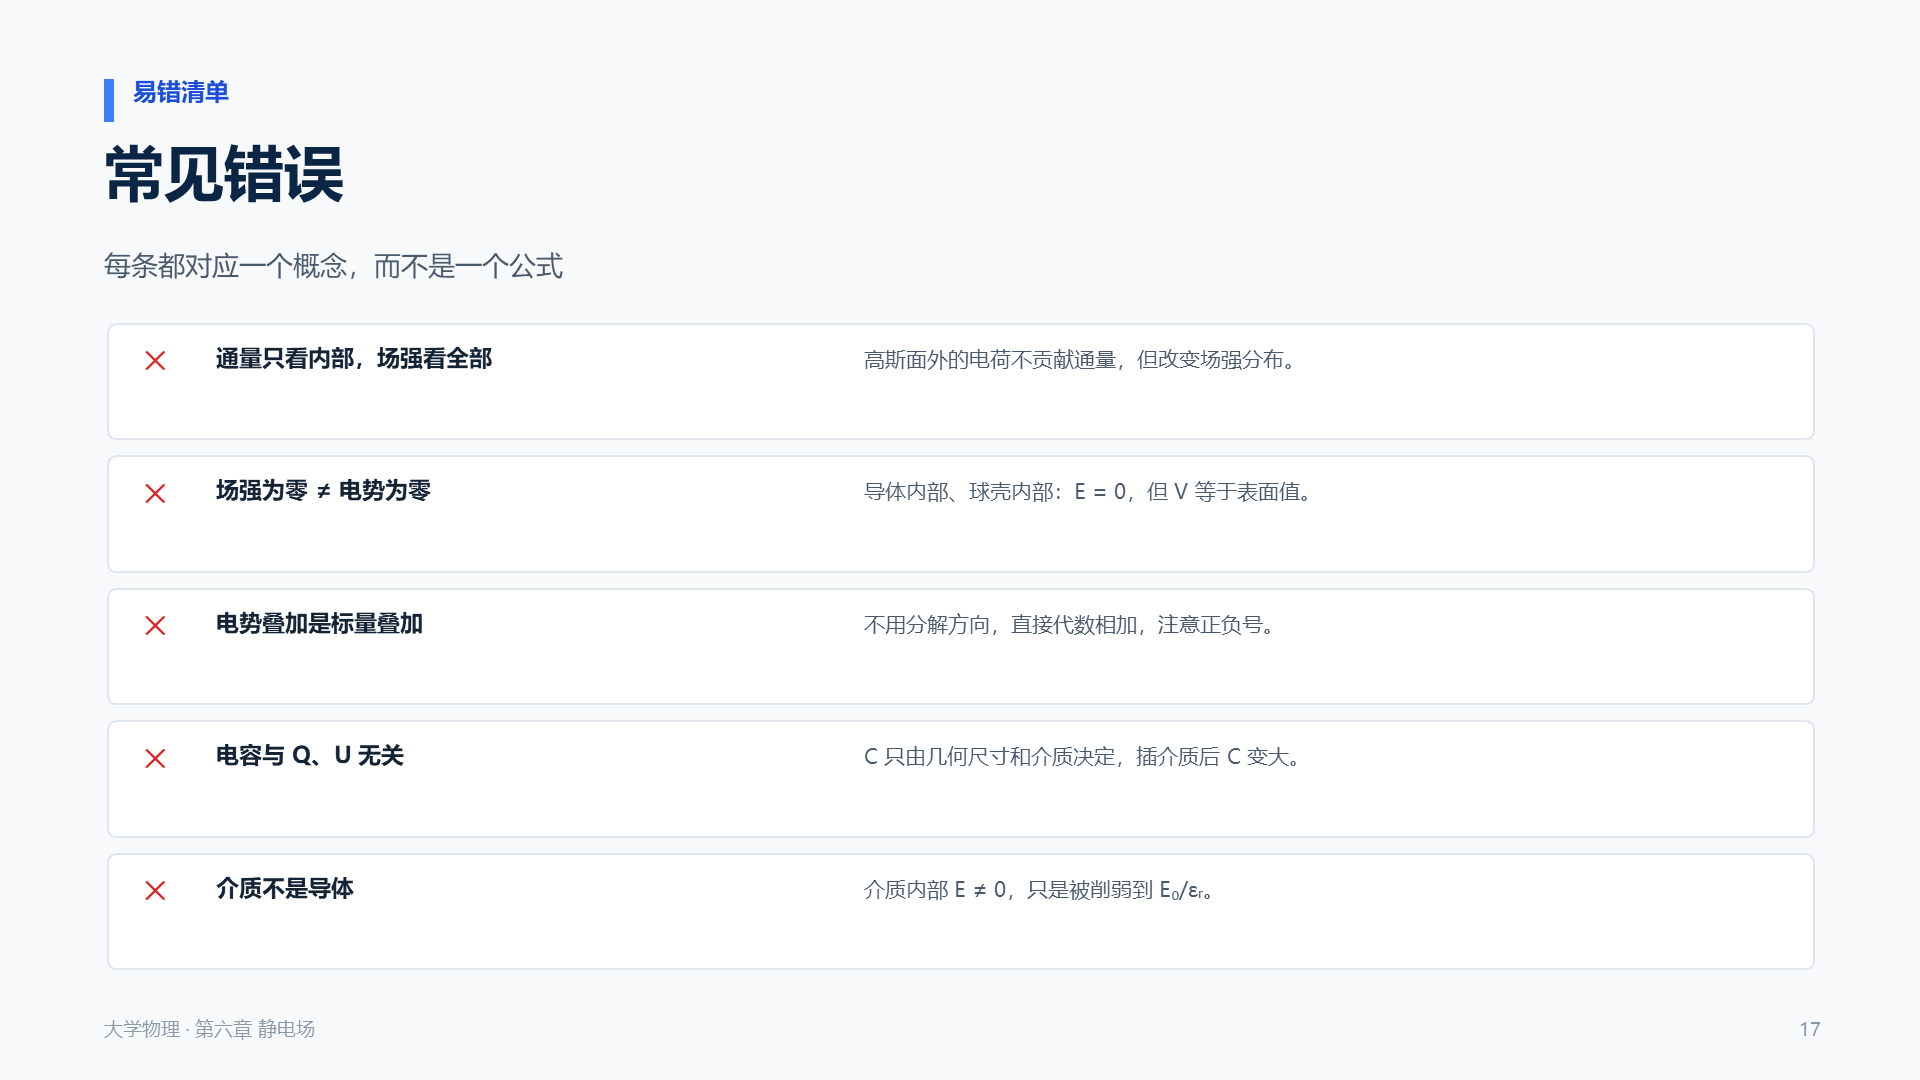 易错清单
常见错误
每条都对应一个概念，而不是一个公式
× 通量只看内部，场强看全部 高斯面外的电荷不贡献通量，但改变场强分布。
× 场强为零 ≠ 电势为零 导体内部、球壳内部：E = 0，但 V 等于表面值。
× 电势叠加是标量叠加 不用分解方向，直接代数相加，注意正负号。
× 电容与 Q、U 无关 C 只由几何尺寸和介质决定，插介质后 C 变大。
× 介质不是导体 介质内部 E ≠ 0，只是被削弱到 E₀/εᵣ。
大学物理 · 第六章 静电场 17